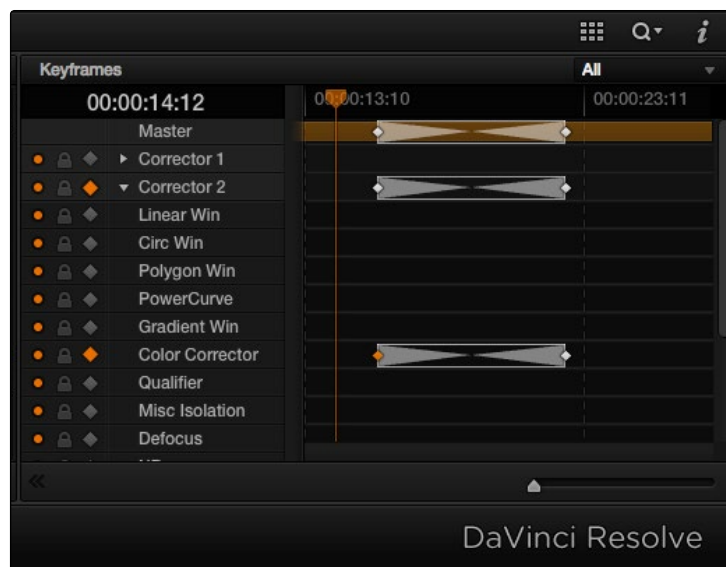 Keyframes All
00:00:14:12 00:00:13:10 00:00:23:11
Master
Corrector 1
Corrector 2
Linear Win
Circ Win
Polygon Win
PowerCurve
Gradient Win
Color Corrector
Qualifier
Misc Isolation
Defocus
DaVinci Resolve